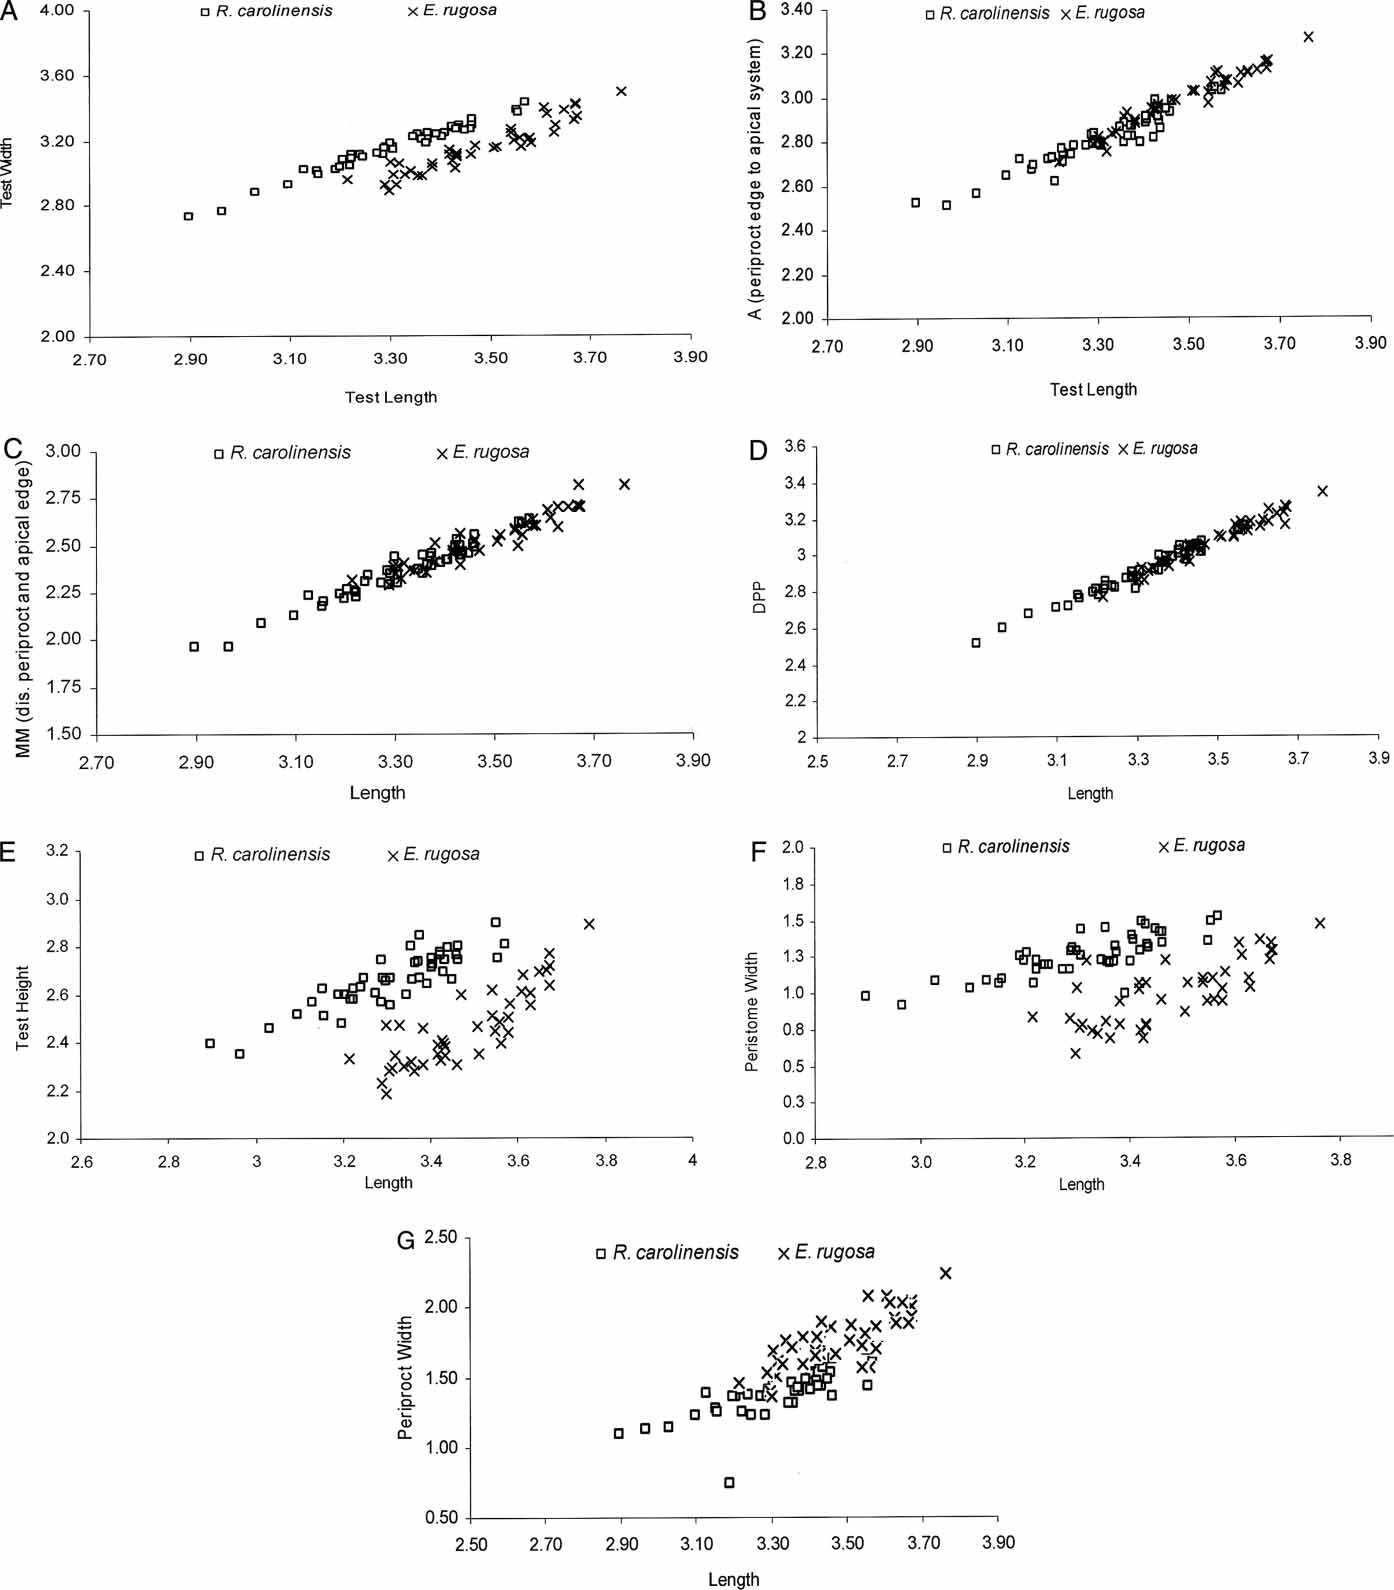 A
R. carolinensis E. rugosa
4.00
3.60
3.20
2.80
2.40
2.00
Test Width
2.70 2.90 3.10 3.30 3.50 3.70 3.90
Test Length
B
R. carolinensis E. rugosa
3.40
3.20
3.00
2.80
2.60
2.40
2.20
2.00
A (periproct edge to apical system)
2.70 2.90 3.10 3.30 3.50 3.70 3.90
Test Length
C
R. carolinensis E. rugosa
3.00
2.75
2.50
2.25
2.00
1.75
1.50
MM (dis. periproct and apical edge)
2.70 2.90 3.10 3.30 3.50 3.70 3.90
Length
D
R. carolinensis E. rugosa
3.6
3.4
3.2
3
2.8
2.6
2.4
2.2
2
DPP
2.5 2.7 2.9 3.1 3.3 3.5 3.7 3.9
Length
E
R. carolinensis E. rugosa
3.2
3.0
2.8
2.6
2.4
2.2
2.0
Test Height
2.6 2.8 3 3.2 3.4 3.6 3.8 4
Length
F
R. carolinensis E. rugosa
2.0
1.8
1.5
1.3
1.0
0.8
0.5
0.3
0.0
Peristome Width
2.8 3.0 3.2 3.4 3.6 3.8
Length
G
R. carolinensis E. rugosa
2.50
2.00
1.50
1.00
0.50
Periproct Width
2.50 2.70 2.90 3.10 3.30 3.50 3.70 3.90
Length